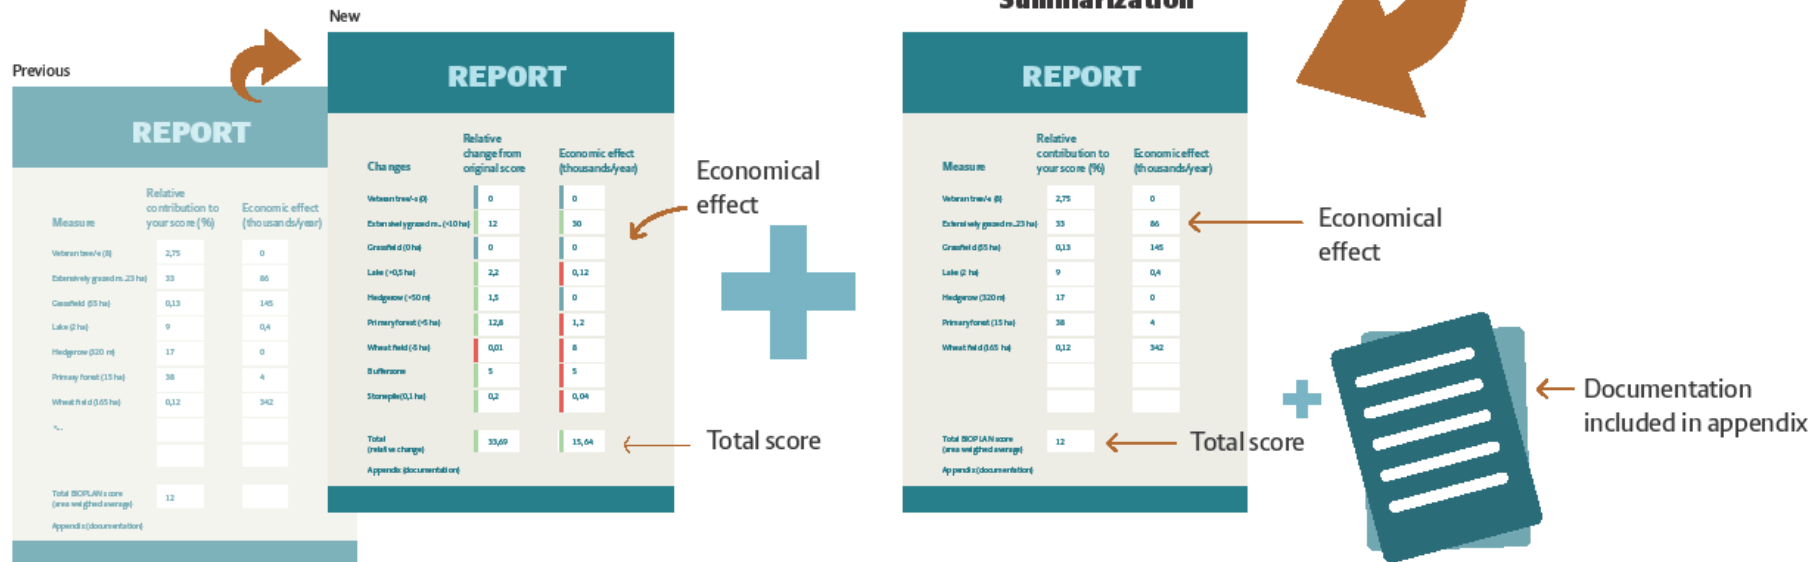 Previous
REPORT
Measure
Relative
contribution to
your score (%)
Economic effect
(thousands/year)
Veteran tree/-s (8)
2,75
0
Extensively grazed m...23 ha)
33
86
Grassfield (55 ha)
0,13
145
Lake (2 ha)
9
0,4
Hedgerow (320 m)
17
0
Primary forest (15 ha)
38
4
Wheat field (165 ha)
0,12
342
Total BIOPLAN score
(area weighed average)
12
Appendix (documentation)
New
REPORT
Changes
Relative
change from
original score
Economic effect
(thousands/year)
Veteran tree/-s (0)
0
0
Extensively grazed m... (+10 ha)
12
30
Grassfield (0 ha)
0
0
Lake (+0,5 ha)
2,2
0,12
Hedgerow (+50 m)
1,5
0
Primary forest (+5 ha)
12,8
1,2
Wheat field (-5 ha)
0,01
8
Bufferzone
5
5
Stonepile (0,1 ha)
0,2
0,04
Total
(relative change)
33,69
15,64
Appendix (documentation)
Economical
effect
Total score
Summarization
REPORT
Measure
Relative
contribution to
your score (%)
Economic effect
(thousands/year)
Veteran tree/-s (8)
2,75
0
Extensively grazed m...23 ha)
33
86
Grassfield (55 ha)
0,13
145
Lake (2 ha)
9
0,4
Hedgerow (320 m)
17
0
Primary forest (15 ha)
38
4
Wheat field (165 ha)
0,12
342
Total BIOPLAN score
(area weighed average)
12
Appendix (documentation)
Economical
effect
Total score
Documentation
included in appendix